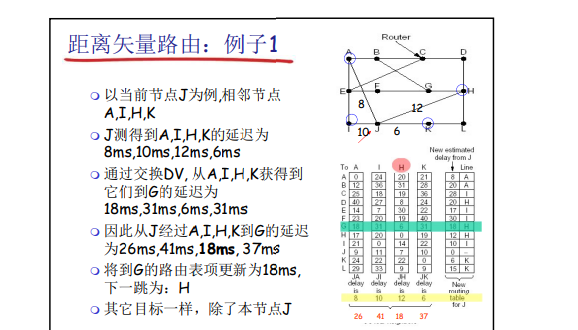 距离矢量路由：例子1
以当前节点J为例,相邻节点
A,I,H,K
J测得到A,I,H,K的延迟为
8ms,10ms,12ms,6ms
通过交换DV, 从A,I,H,K获得到
它们到G的延迟为
18ms,31ms,6ms,31ms
因此从J经过A,I,H,K到G的延迟
为26ms,41ms,18ms, 37ms
将到G的路由表项更新为18ms,
下一跳为：H
其它目标一样，除了本节点J
Router
A B C D
E F G H
8 12
I 10 J 6 K L
New estimated
delay from J
To A I H K Line
A 0 24 20 21 8 A
B 12 36 31 28 20 A
C 25 18 19 36 28 I
D 40 27 8 24 20 H
E 14 7 30 22 17 I
F 23 20 19 40 30 I
G 18 31 6 31 18 H
H 17 20 0 19 12 H
I 21 0 14 22 10 I
J 9 11 7 10 0 –
K 24 22 22 0 6 K
L 29 33 9 9 15 K
JA JI JH JK
delay delay delay delay New
is is is is routing
8 10 12 6 table
for J
26 41 18 37